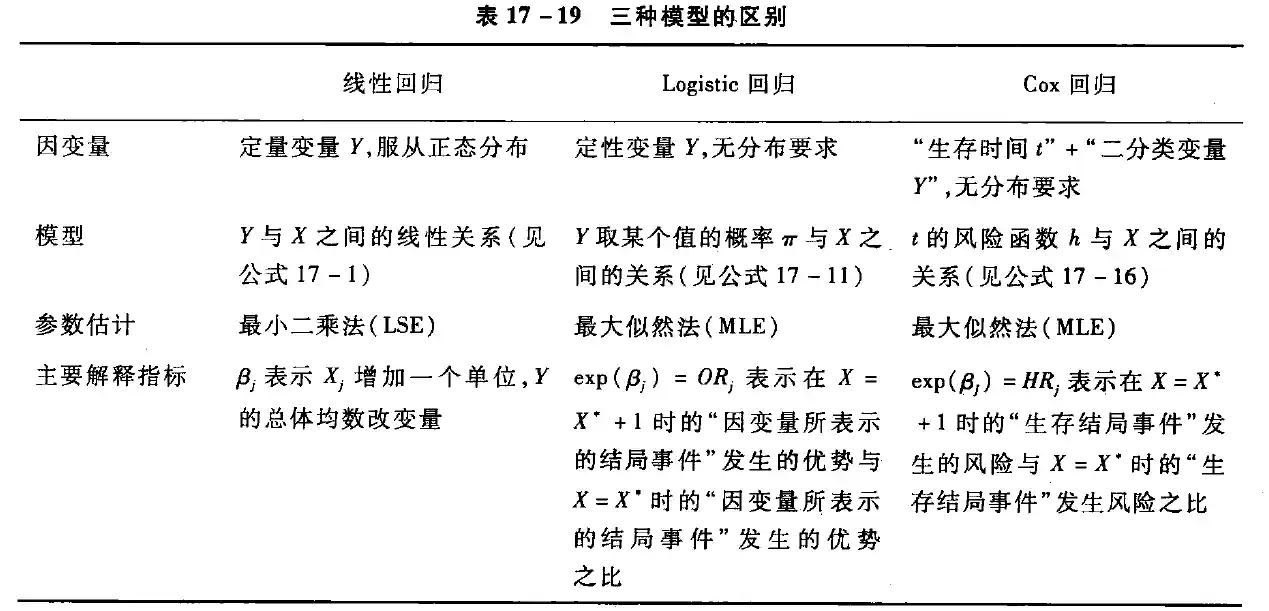 表 17-19 三种模型的区别
线性回归 Logistic 回归 Cox 回归
因变量 定量变量 Y,服从正态分布 定性变量 Y,无分布要求 “生存时间 t” + “二分类变量
Y”,无分布要求
模型 Y 与 X 之间的线性关系(见 Y 取某个值的概率 π 与 X 之 t 的风险函数 h 与 X 之间的
公式 17-1) 间的关系(见公式 17-11) 关系(见公式 17-16)
参数估计 最小二乘法(LSE) 最大似然法(MLE) 最大似然法(MLE)
主要解释指标 βj 表示 Xj 增加一个单位,Y exp(βj) = ORj 表示在 X = exp(βj) = HRj 表示在 X = X*
的总体均数改变量 X* +1 时的“因变量所表示 +1 时的“生存结局事件”发
的结局事件”发生的优势与 生的风险与 X = X* 时的“生
X = X* 时的“因变量所表示 存结局事件”发生风险之比
的结局事件”发生的优势
之比